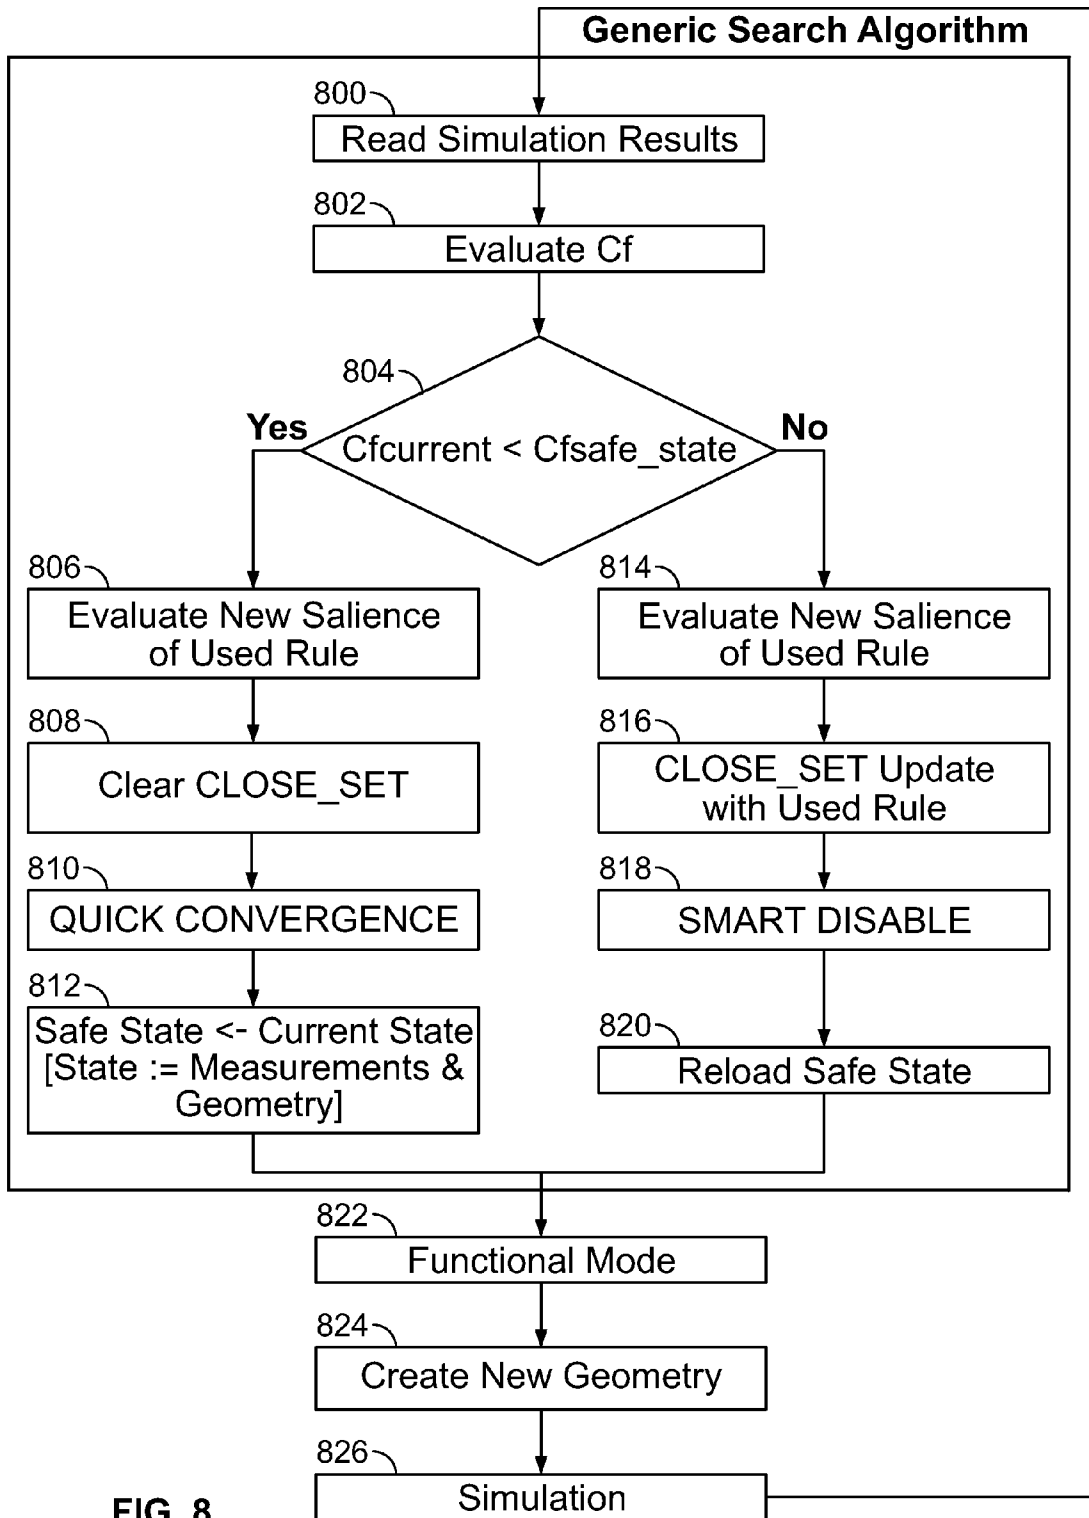 Generic Search Algorithm
800
Read Simulation Results
802
Evaluate Cf
804
Yes
Cfcurrent < Cfsafe_state
No
806
Evaluate New Salience
of Used Rule
808
Clear CLOSE_SET
810
QUICK CONVERGENCE
812
Safe State <- Current State
[State := Measurements &
Geometry]
814
Evaluate New Salience
of Used Rule
816
CLOSE_SET Update
with Used Rule
818
SMART DISABLE
820
Reload Safe State
822
Functional Mode
824
Create New Geometry
826
Simulation
FIG. 8